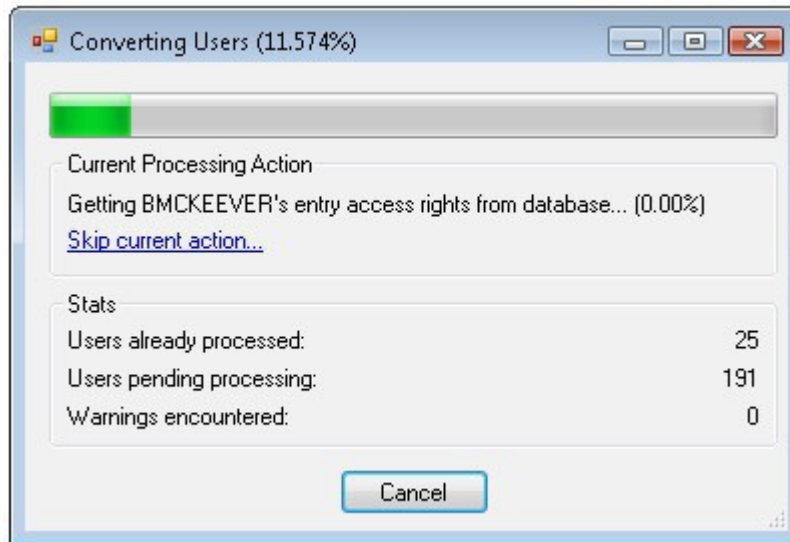 Converting Users (11.574%)
Current Processing Action
Getting BMCKEEVER's entry access rights from database... (0.00%)
Skip current action...
Stats
Users already processed: 25
Users pending processing: 191
Warnings encountered: 0
Cancel